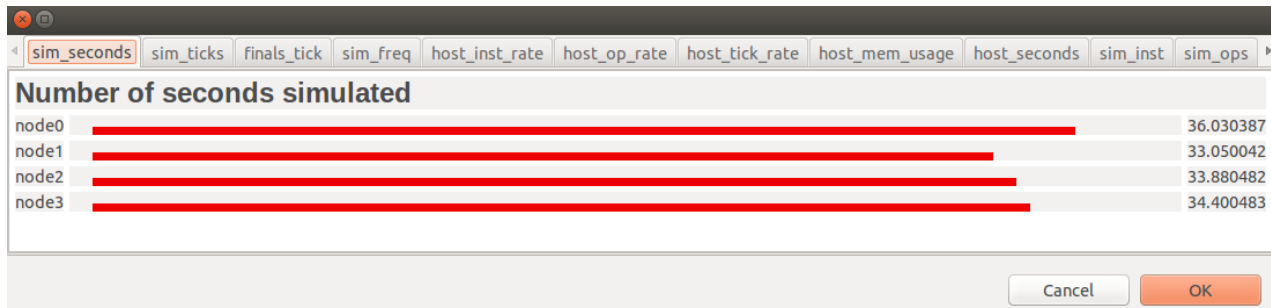 sim_seconds sim_ticks finals_tick sim_freq host_inst_rate host_op_rate host_tick_rate host_mem_usage host_seconds sim_inst sim_ops
Number of seconds simulated
node0 36.030387
node1 33.050042
node2 33.880482
node3 34.400483
Cancel OK